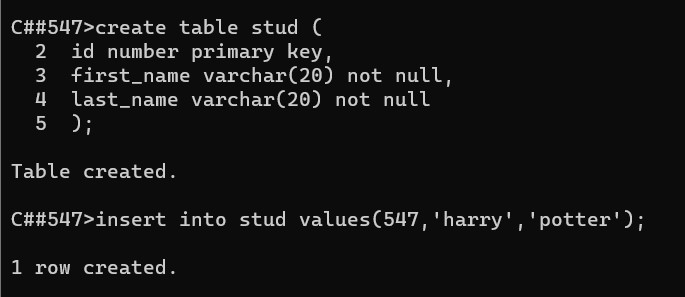 C##547>create table stud (
  2  id number primary key,
  3  first_name varchar(20) not null,
  4  last_name varchar(20) not null
  5  );
Table created.
C##547>insert into stud values(547,'harry','potter');
1 row created.